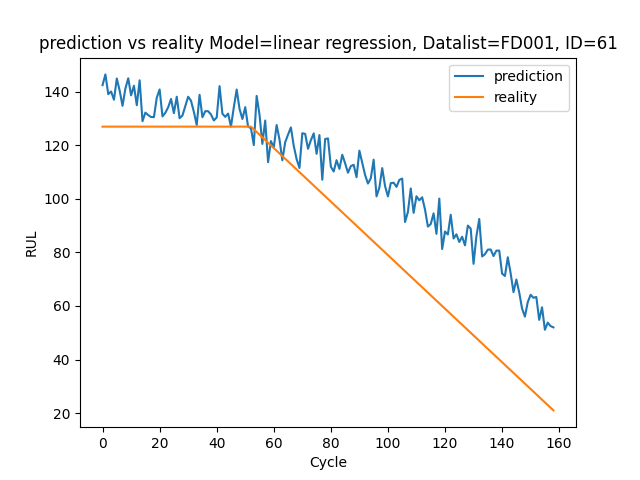 prediction vs reality Model=linear regression, Datalist=FD001, ID=61
prediction
reality
RUL
140
120
100
80
60
40
20
0 20 40 60 80 100 120 140 160
Cycle